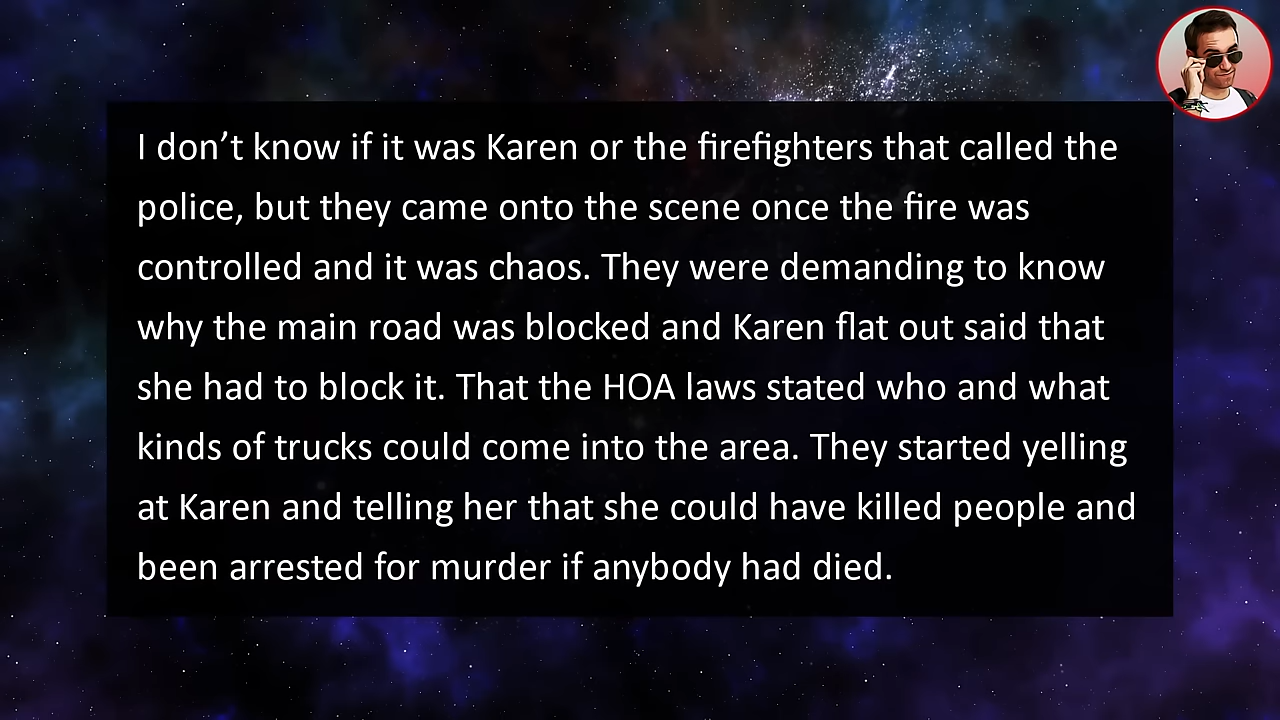 I don’t know if it was Karen or the firefighters that called the
police, but they came onto the scene once the fire was
controlled and it was chaos. They were demanding to know
why the main road was blocked and Karen flat out said that
she had to block it. That the HOA laws stated who and what
kinds of trucks could come into the area. They started yelling
at Karen and telling her that she could have killed people and
been arrested for murder if anybody had died.